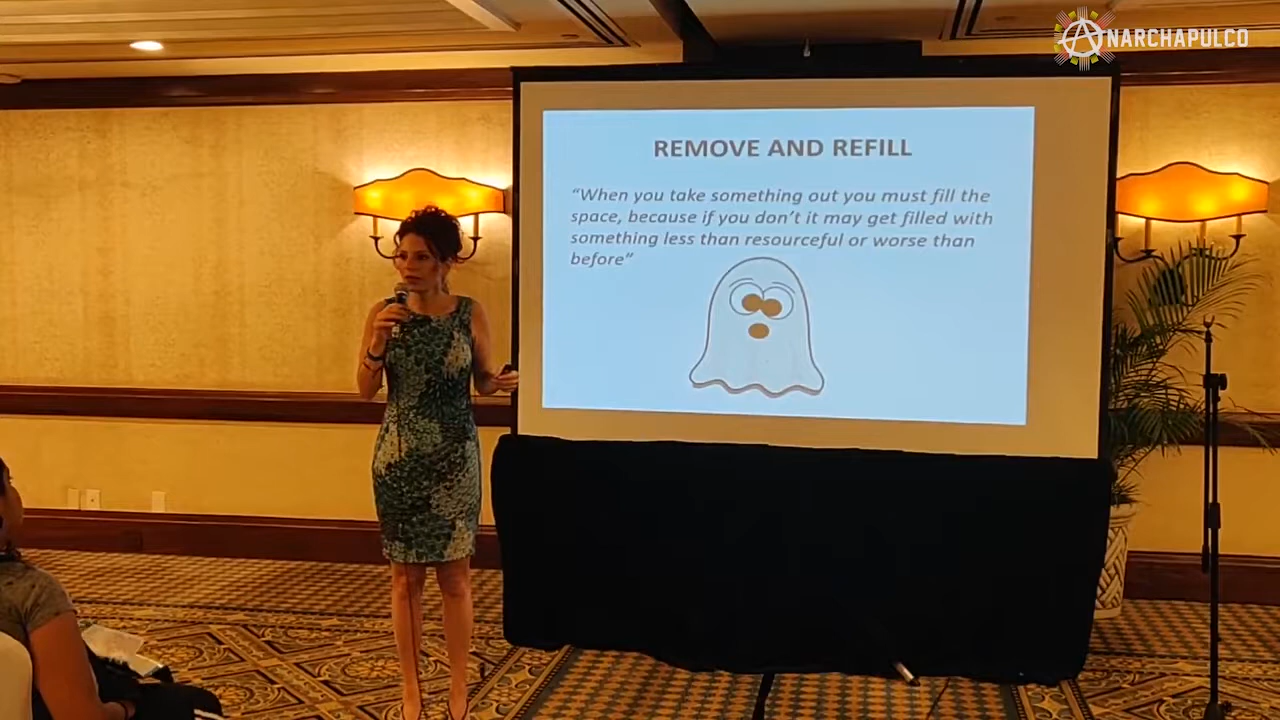 ANARCHAPULCO
REMOVE AND REFILL
“When you take something out you must fill the
space, because if you don’t it may get filled with
something less than resourceful or worse than
before”